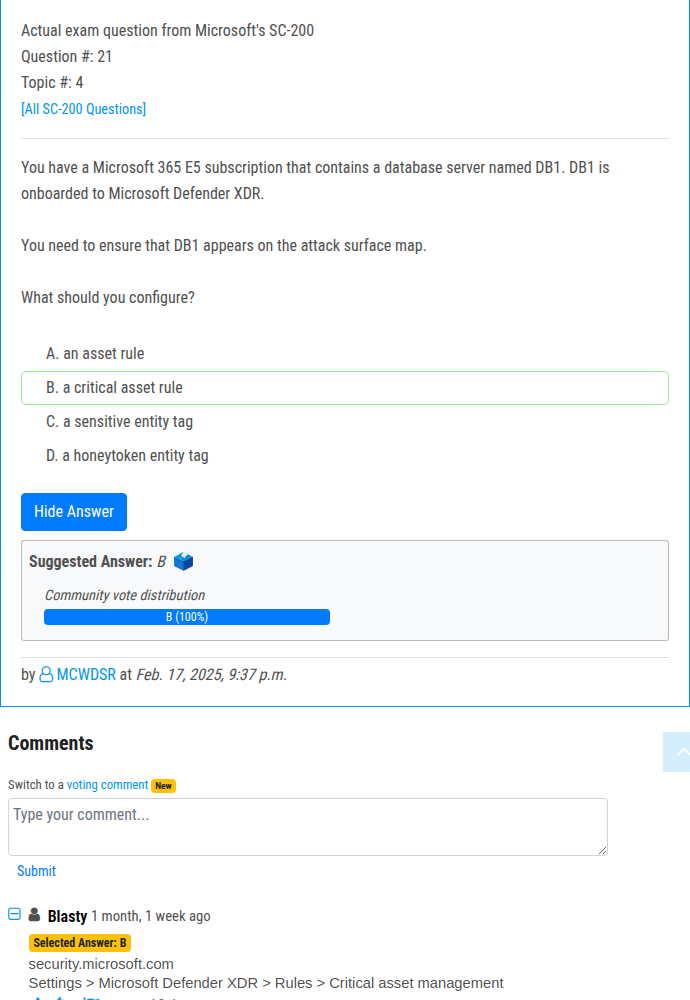 Actual exam question from Microsoft's SC-200
Question #: 21
Topic #: 4
[All SC-200 Questions]
You have a Microsoft 365 E5 subscription that contains a database server named DB1. DB1 is
onboarded to Microsoft Defender XDR.
You need to ensure that DB1 appears on the attack surface map.
What should you configure?
A. an asset rule
B. a critical asset rule
C. a sensitive entity tag
D. a honeytoken entity tag
Hide Answer
Suggested Answer: B
Community vote distribution
B (100%)
by MCWDSR at Feb. 17, 2025, 9:37 p.m.
Comments
Switch to a voting comment New
Type your comment...
Submit
Blasty 1 month, 1 week ago
Selected Answer: B
security.microsoft.com
Settings > Microsoft Defender XDR > Rules > Critical asset management